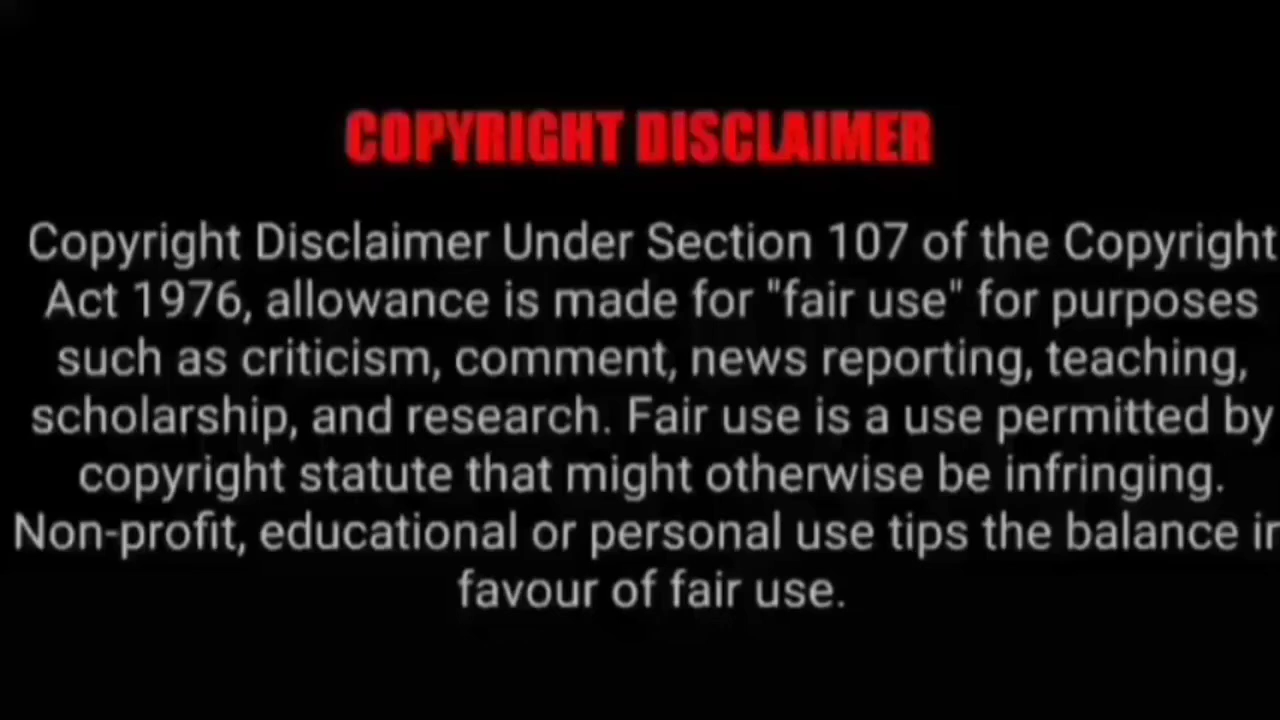 COPYRIGHT DISCLAIMER
Copyright Disclaimer Under Section 107 of the Copyright
Act 1976, allowance is made for "fair use" for purposes
such as criticism, comment, news reporting, teaching,
scholarship, and research. Fair use is a use permitted by
copyright statute that might otherwise be infringing.
Non-profit, educational or personal use tips the balance in
favour of fair use.